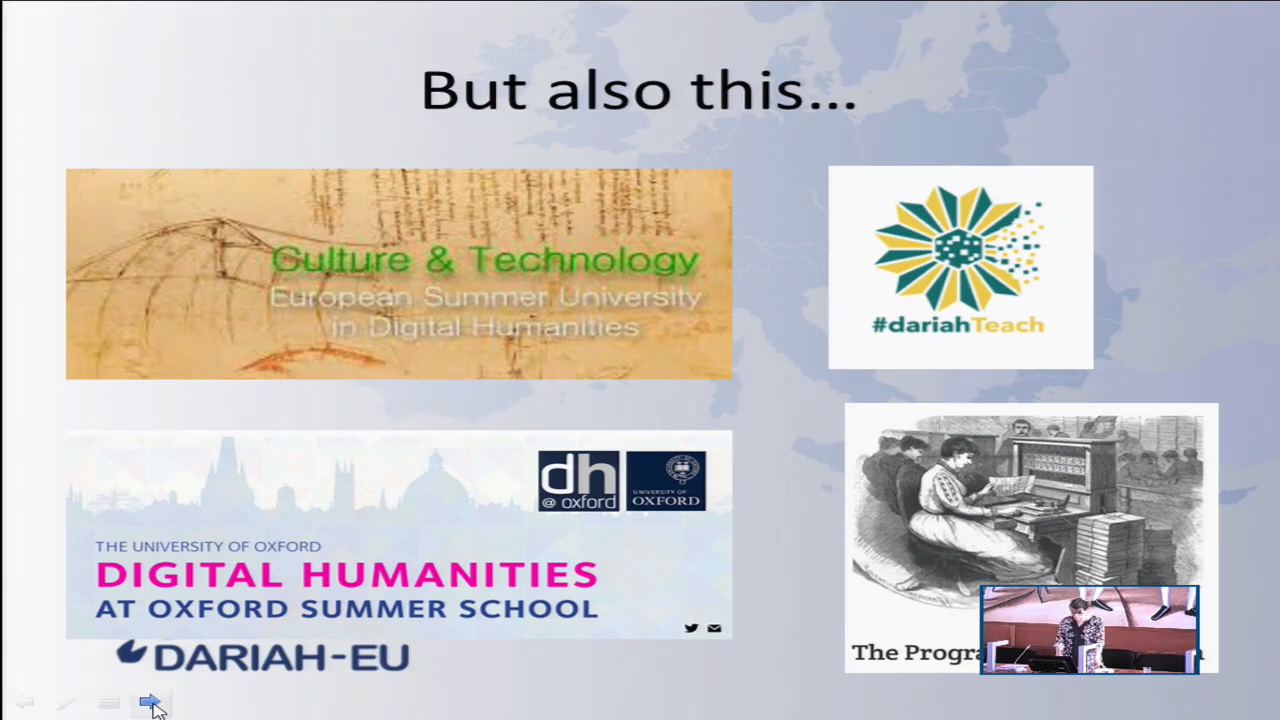 But also this...
Culture & Technology
European Summer University
in Digital Humanities
#dariahTeach
dh
@ oxford
UNIVERSITY OF
OXFORD
THE UNIVERSITY OF OXFORD
DIGITAL HUMANITIES
AT OXFORD SUMMER SCHOOL
The Progra
n
DARIAH-EU